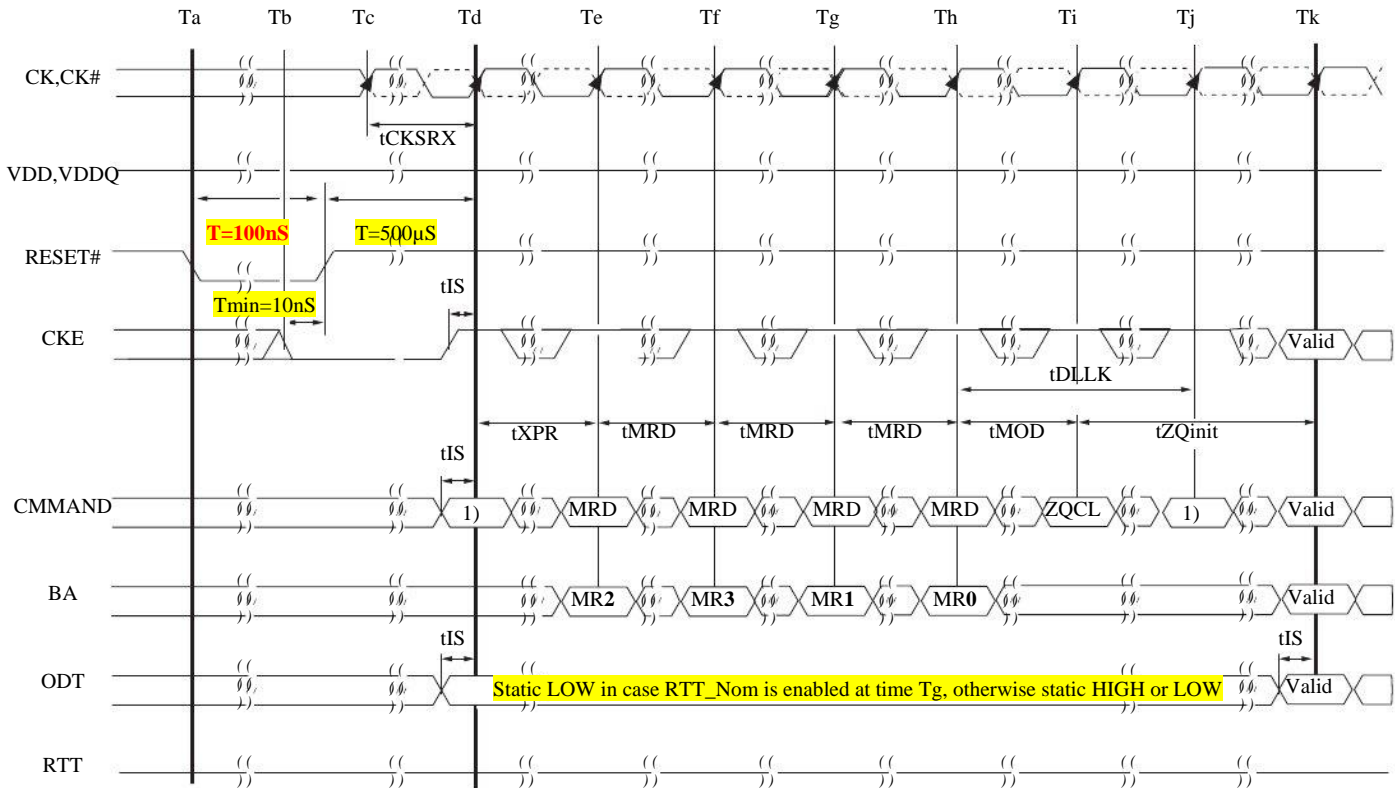 Ta Tb Tc Td Te Tf Tg Th Ti Tj Tk
CK,CK#
tCKSRX
VDD,VDDQ
T=100nS T=500µS
RESET#
Tmin=10nS tIS
CKE Valid
tDLLK
tXPR tMRD tMRD tMRD tMOD tZQinit
tIS
CMMAND 1) MRD MRD MRD MRD ZQCL 1) Valid
BA MR2 MR3 MR1 MR0 Valid
tIS tIS
ODT Static LOW in case RTT_Nom is enabled at time Tg, otherwise static HIGH or LOW Valid
RTT